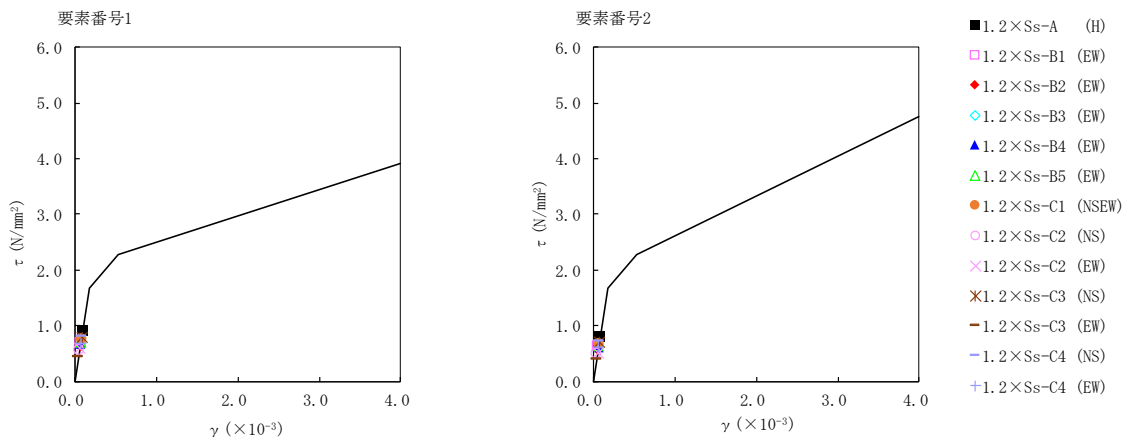 要素番号1
6.0
5.0
4.0
3.0
2.0
1.0
0.0
τ (N/mm²)
0.0 1.0 2.0 3.0 4.0
γ (×10⁻³)
要素番号2
6.0
5.0
4.0
3.0
2.0
1.0
0.0
τ (N/mm²)
0.0 1.0 2.0 3.0 4.0
γ (×10⁻³)
1.2×Ss-A (H)
1.2×Ss-B1 (EW)
1.2×Ss-B2 (EW)
1.2×Ss-B3 (EW)
1.2×Ss-B4 (EW)
1.2×Ss-B5 (EW)
1.2×Ss-C1 (NSEW)
1.2×Ss-C2 (NS)
1.2×Ss-C2 (EW)
1.2×Ss-C3 (NS)
1.2×Ss-C3 (EW)
1.2×Ss-C4 (NS)
1.2×Ss-C4 (EW)